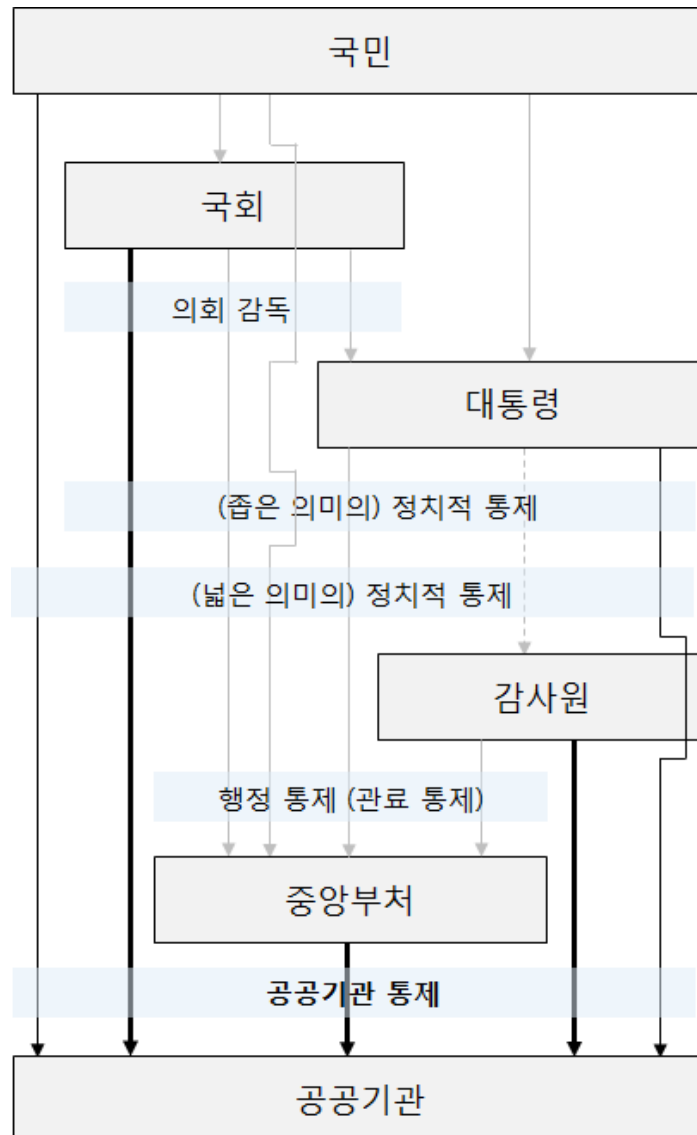 국민
국회
의회 감독
대통령
(좁은 의미의) 정치적 통제
(넓은 의미의) 정치적 통제
감사원
행정 통제 (관료 통제)
중앙부처
공공기관 통제
공공기관